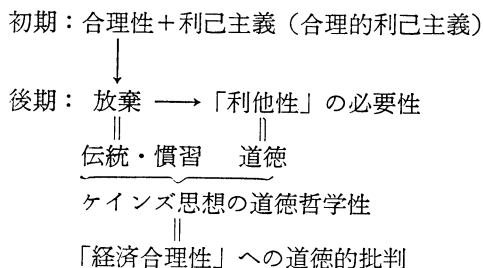 初期：合理性＋利己主義（合理的利己主義）
後期： 放棄 → 「利他性」の必要性
伝統・慣習 道徳
ケインズ思想の道徳哲学性
「経済合理性」への道徳的批判